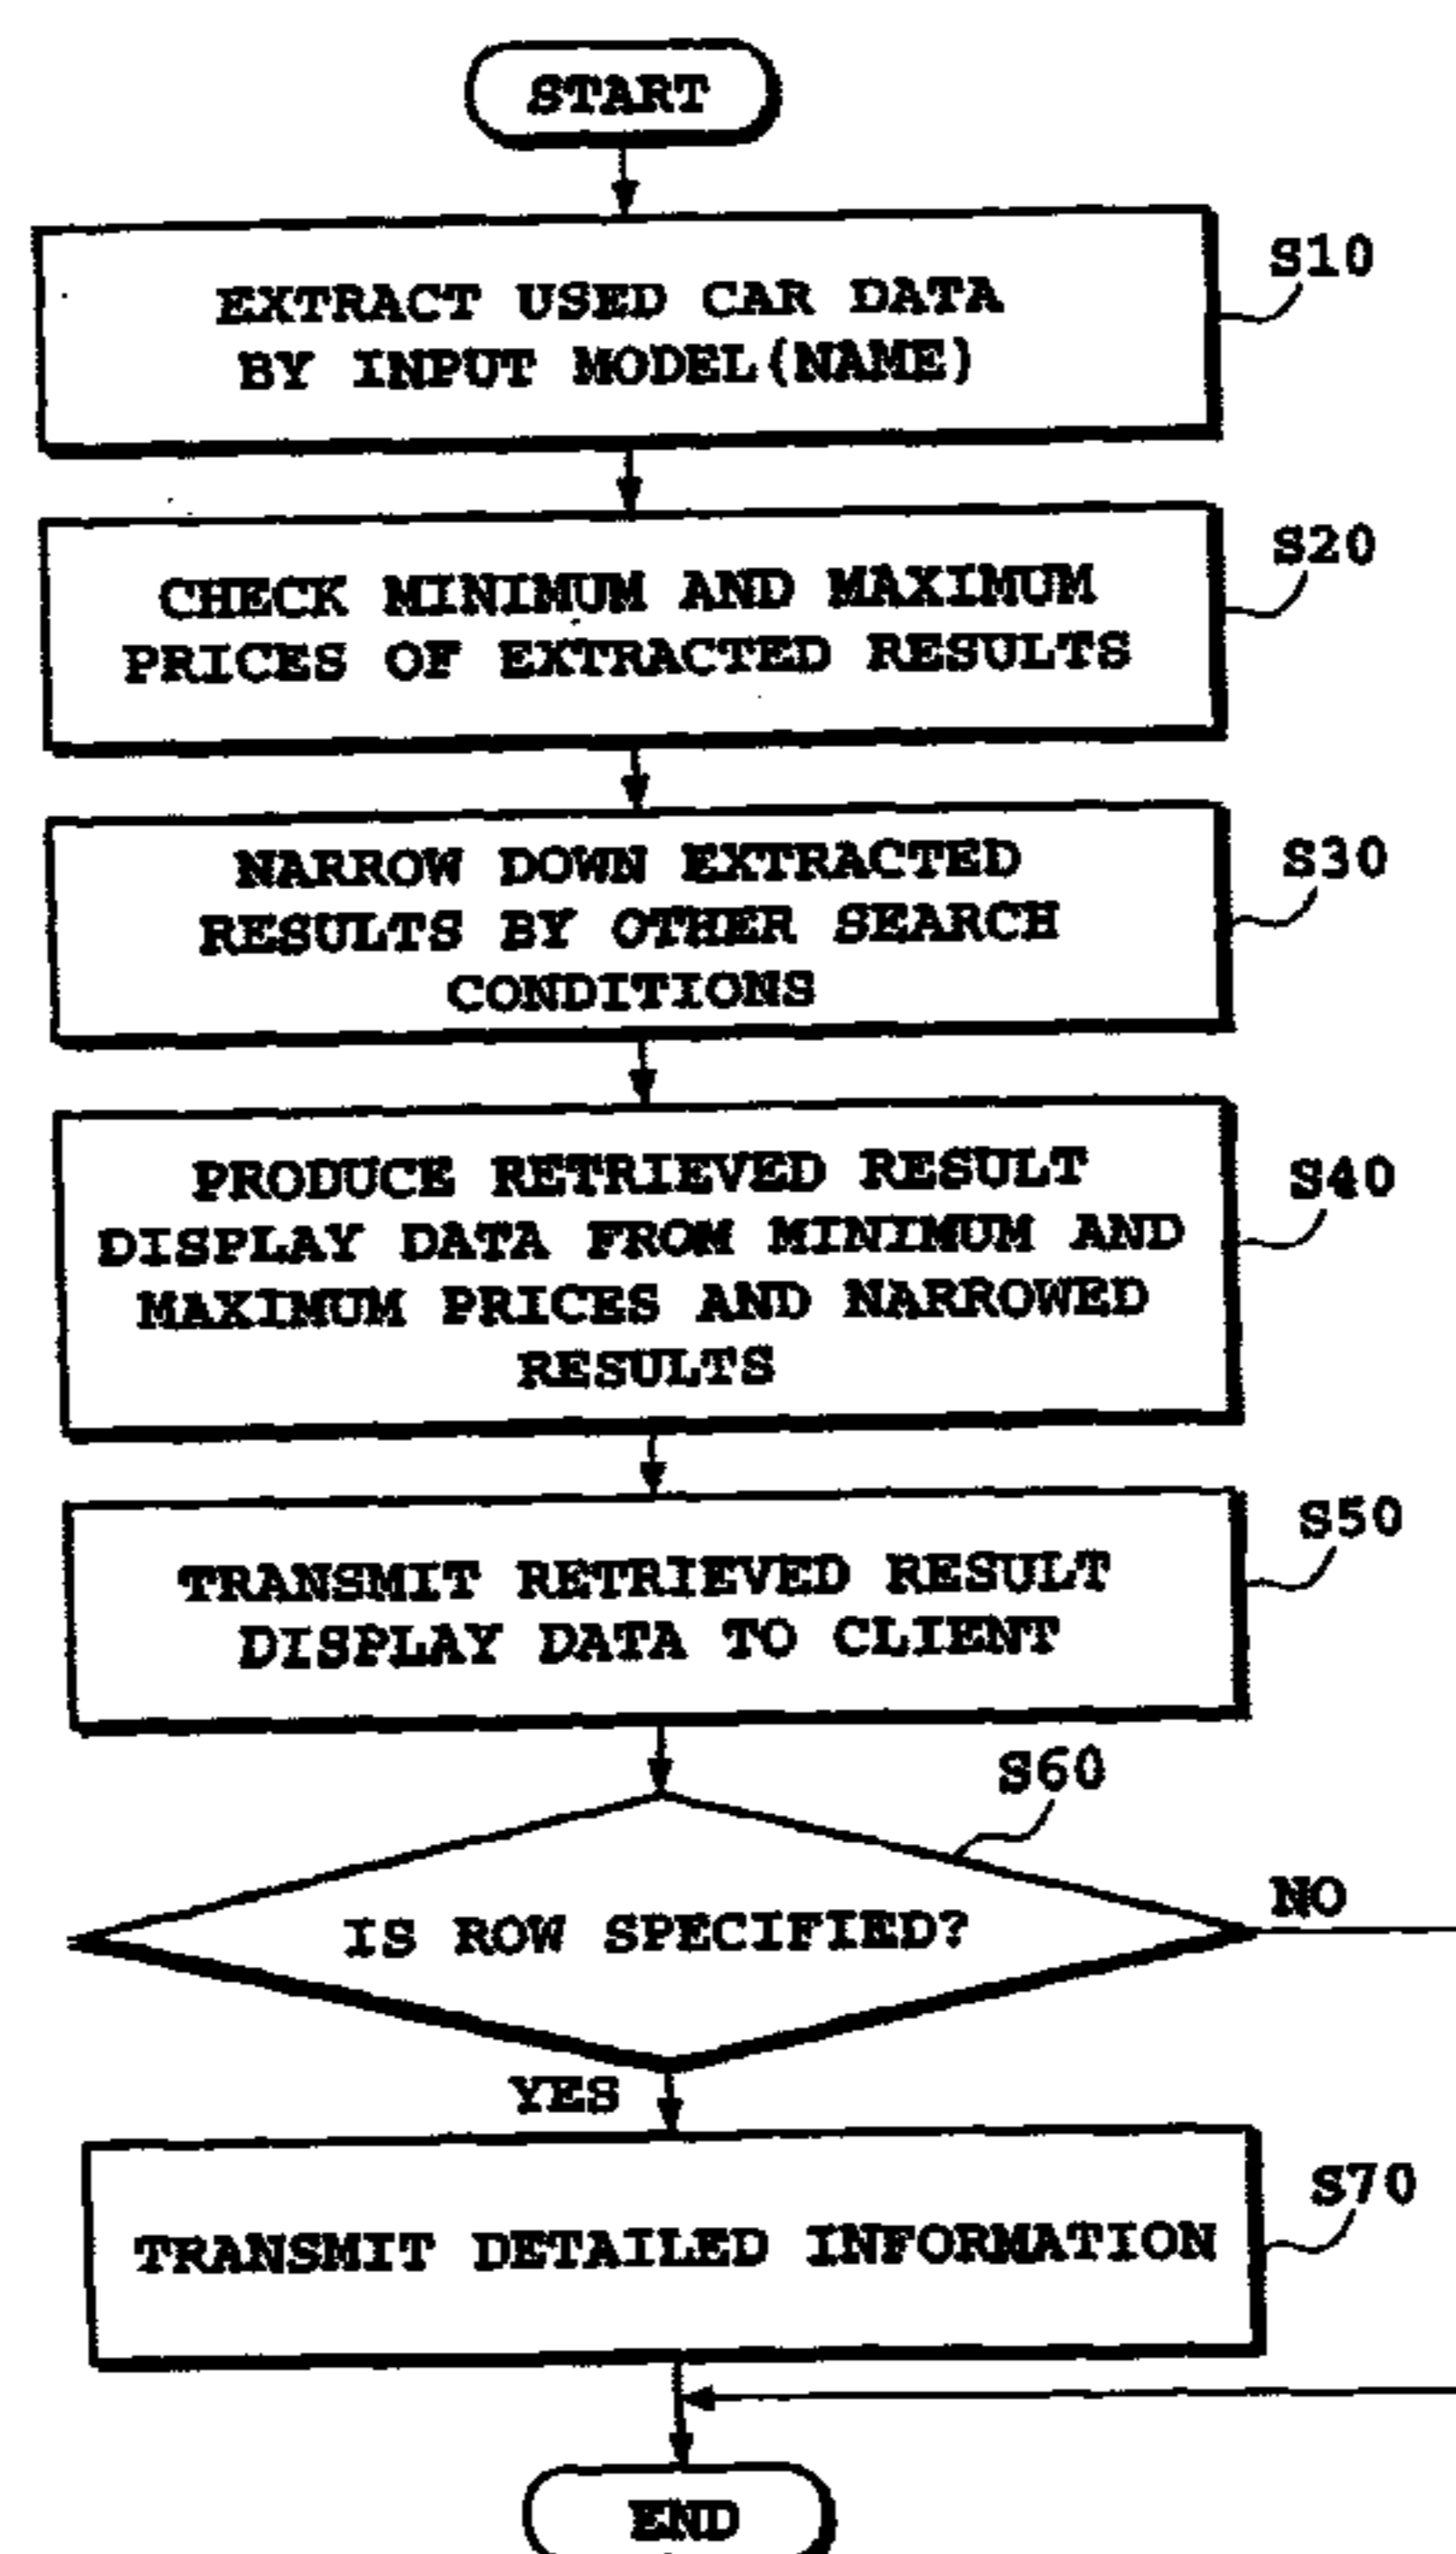 START
EXTRACT USED CAR DATA
BY INPUT MODEL(NAME)
S10
CHECK MINIMUM AND MAXIMUM
PRICES OF EXTRACTED RESULTS
S20
NARROW DOWN EXTRACTED
RESULTS BY OTHER SEARCH
CONDITIONS
S30
PRODUCE RETRIEVED RESULT
DISPLAY DATA FROM MINIMUM AND
MAXIMUM PRICES AND NARROWED
RESULTS
S40
TRANSMIT RETRIEVED RESULT
DISPLAY DATA TO CLIENT
S50
S60
IS ROW SPECIFIED?
NO
YES
TRANSMIT DETAILED INFORMATION
S70
END